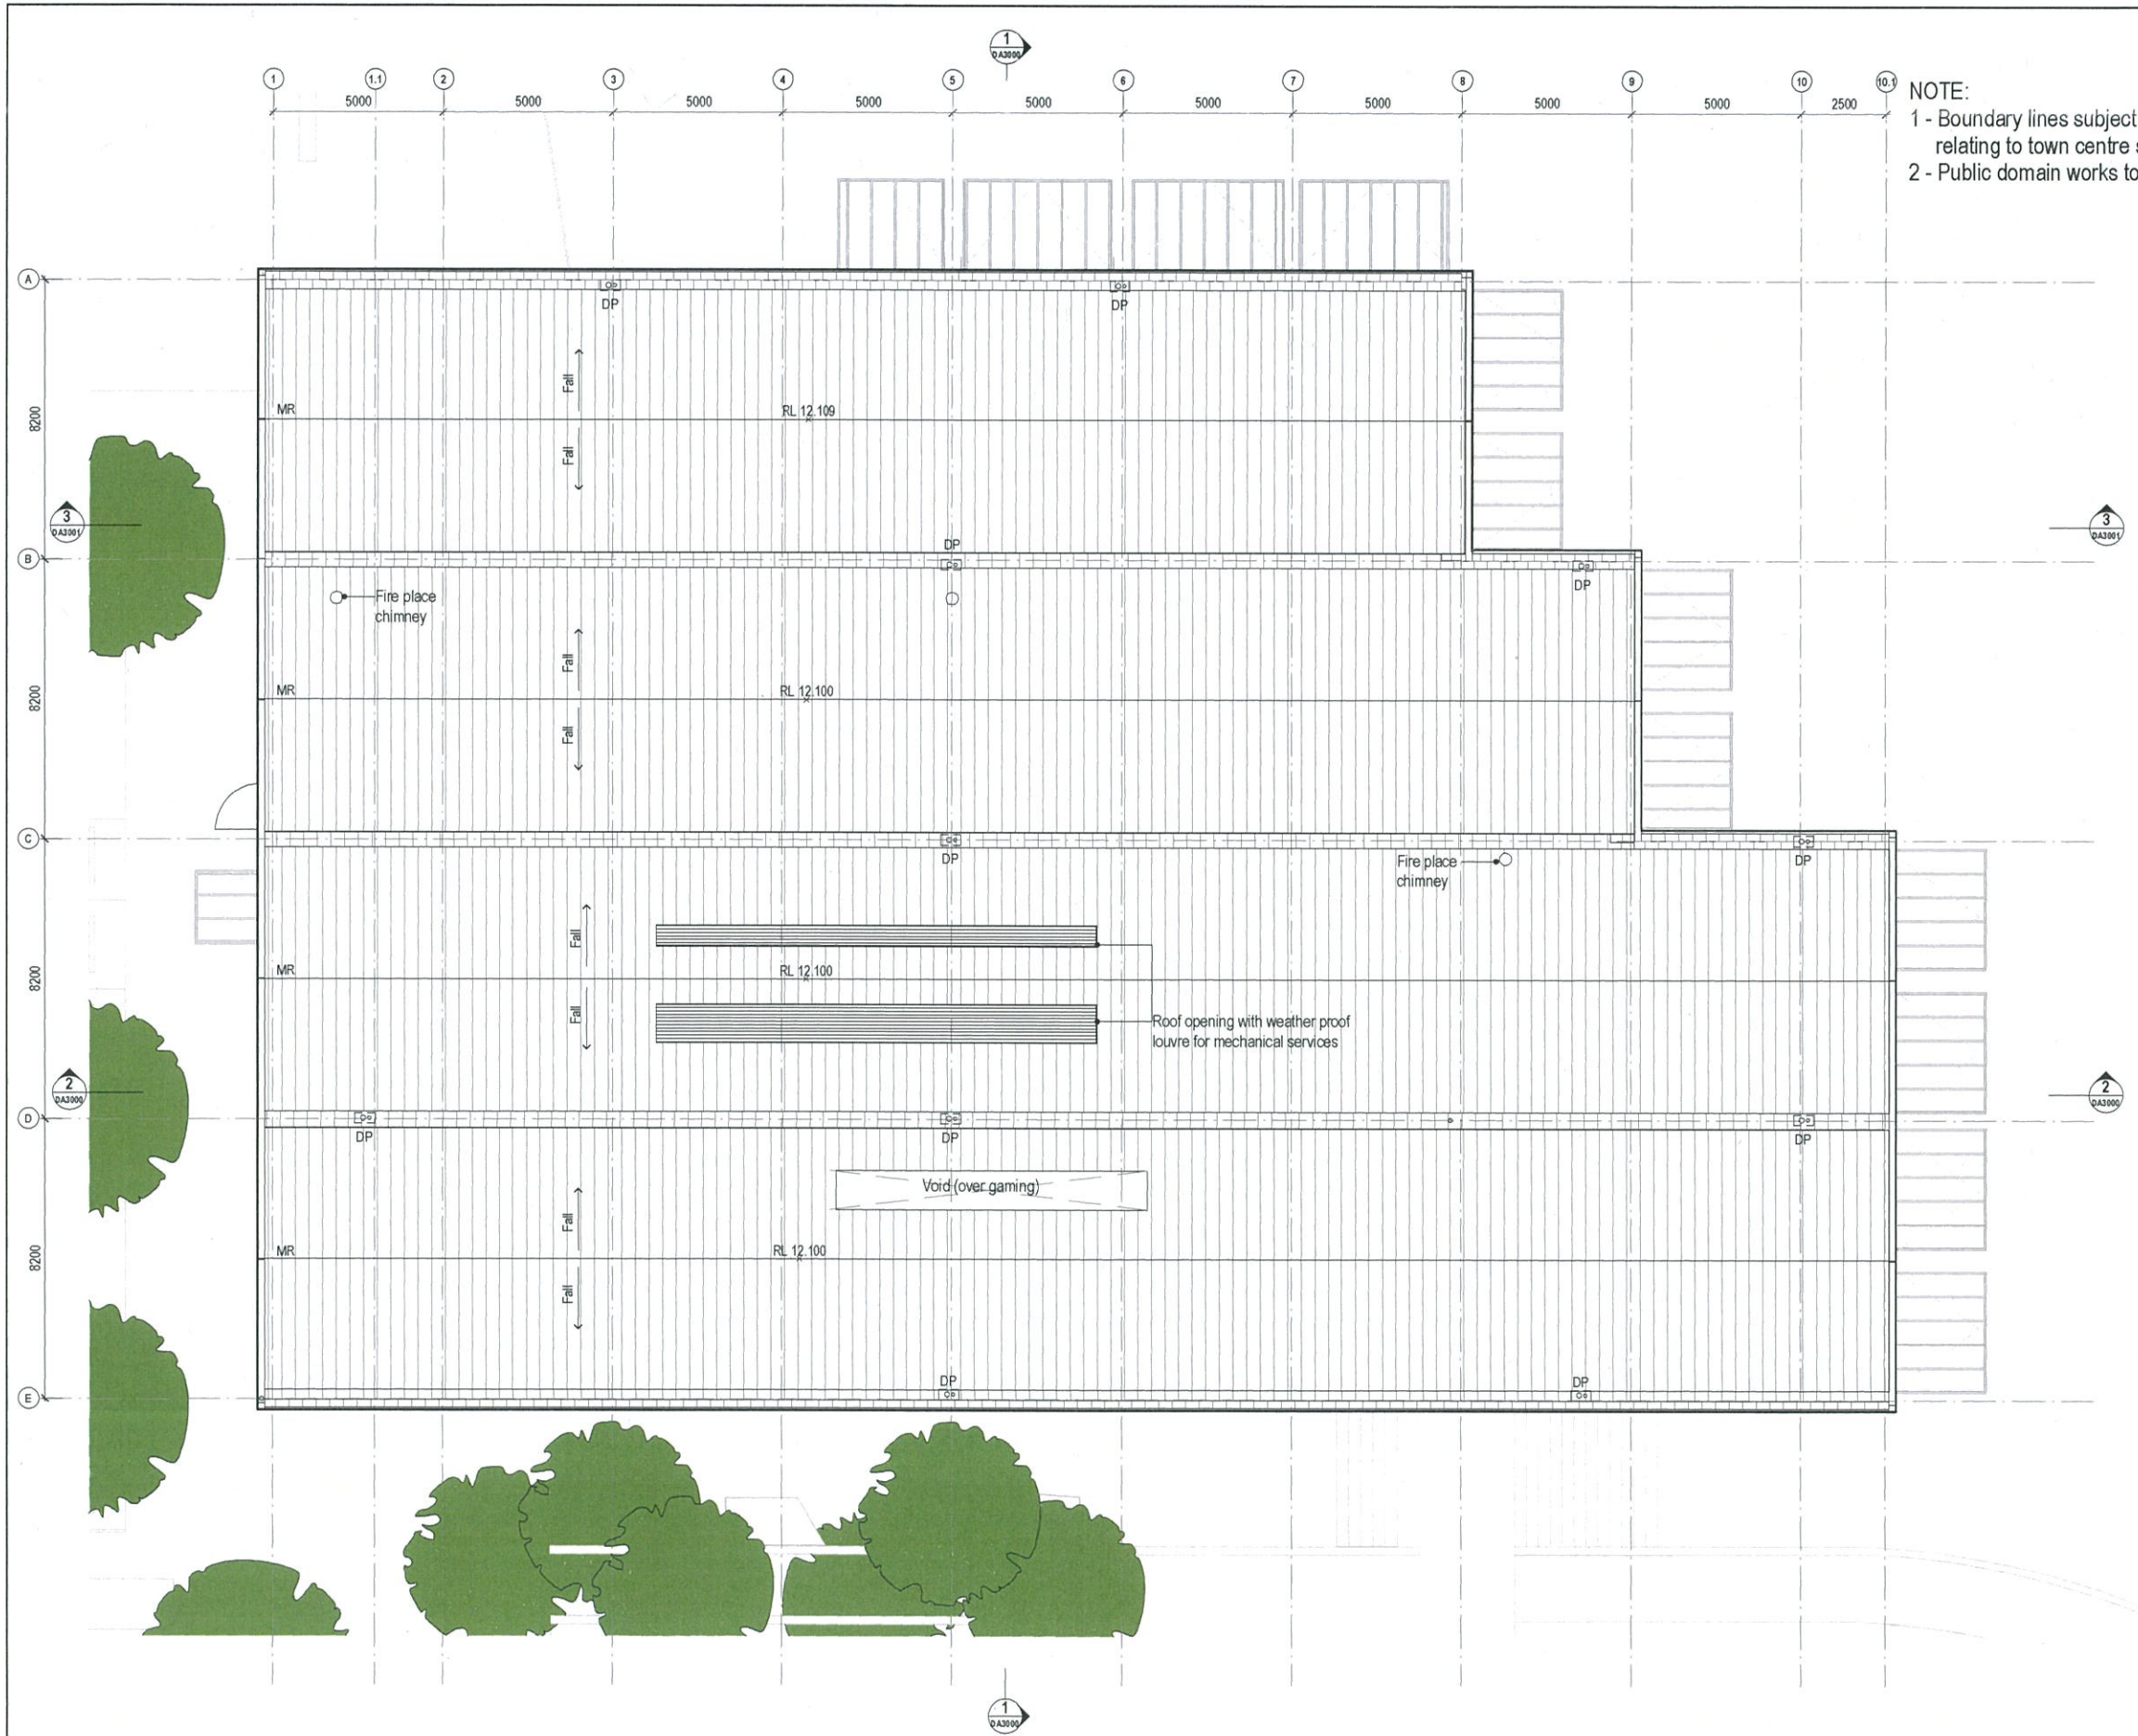 1
DA3000
1
1.1
2
3
4
5
6
7
8
9
10
10.1
5000
5000
5000
5000
5000
5000
5000
5000
5000
2500
NOTE:
1 - Boundary lines subject
relating to town centre s
2 - Public domain works to
A
DP
DP
Fall
8200
MR
RL 12.109
Fall
3
DA3001
3
DA3001
B
DP
DP
Fire place
chimney
Fall
8200
MR
RL 12.100
Fall
C
DP
DP
Fire place
chimney
Fall
8200
MR
RL 12.100
Fall
Roof opening with weather proof
louvre for mechanical services
2
DA3000
2
DA3000
D
DP
DP
DP
Void (over gaming)
Fall
8200
MR
RL 12.100
Fall
DP
DP
E
1
DA3000